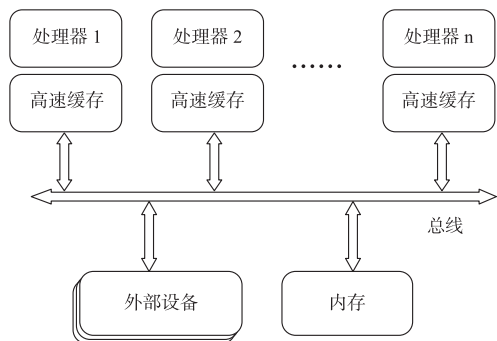 处理器 1
处理器 2
处理器 n
……
高速缓存
高速缓存
高速缓存
总线
外部设备
内存